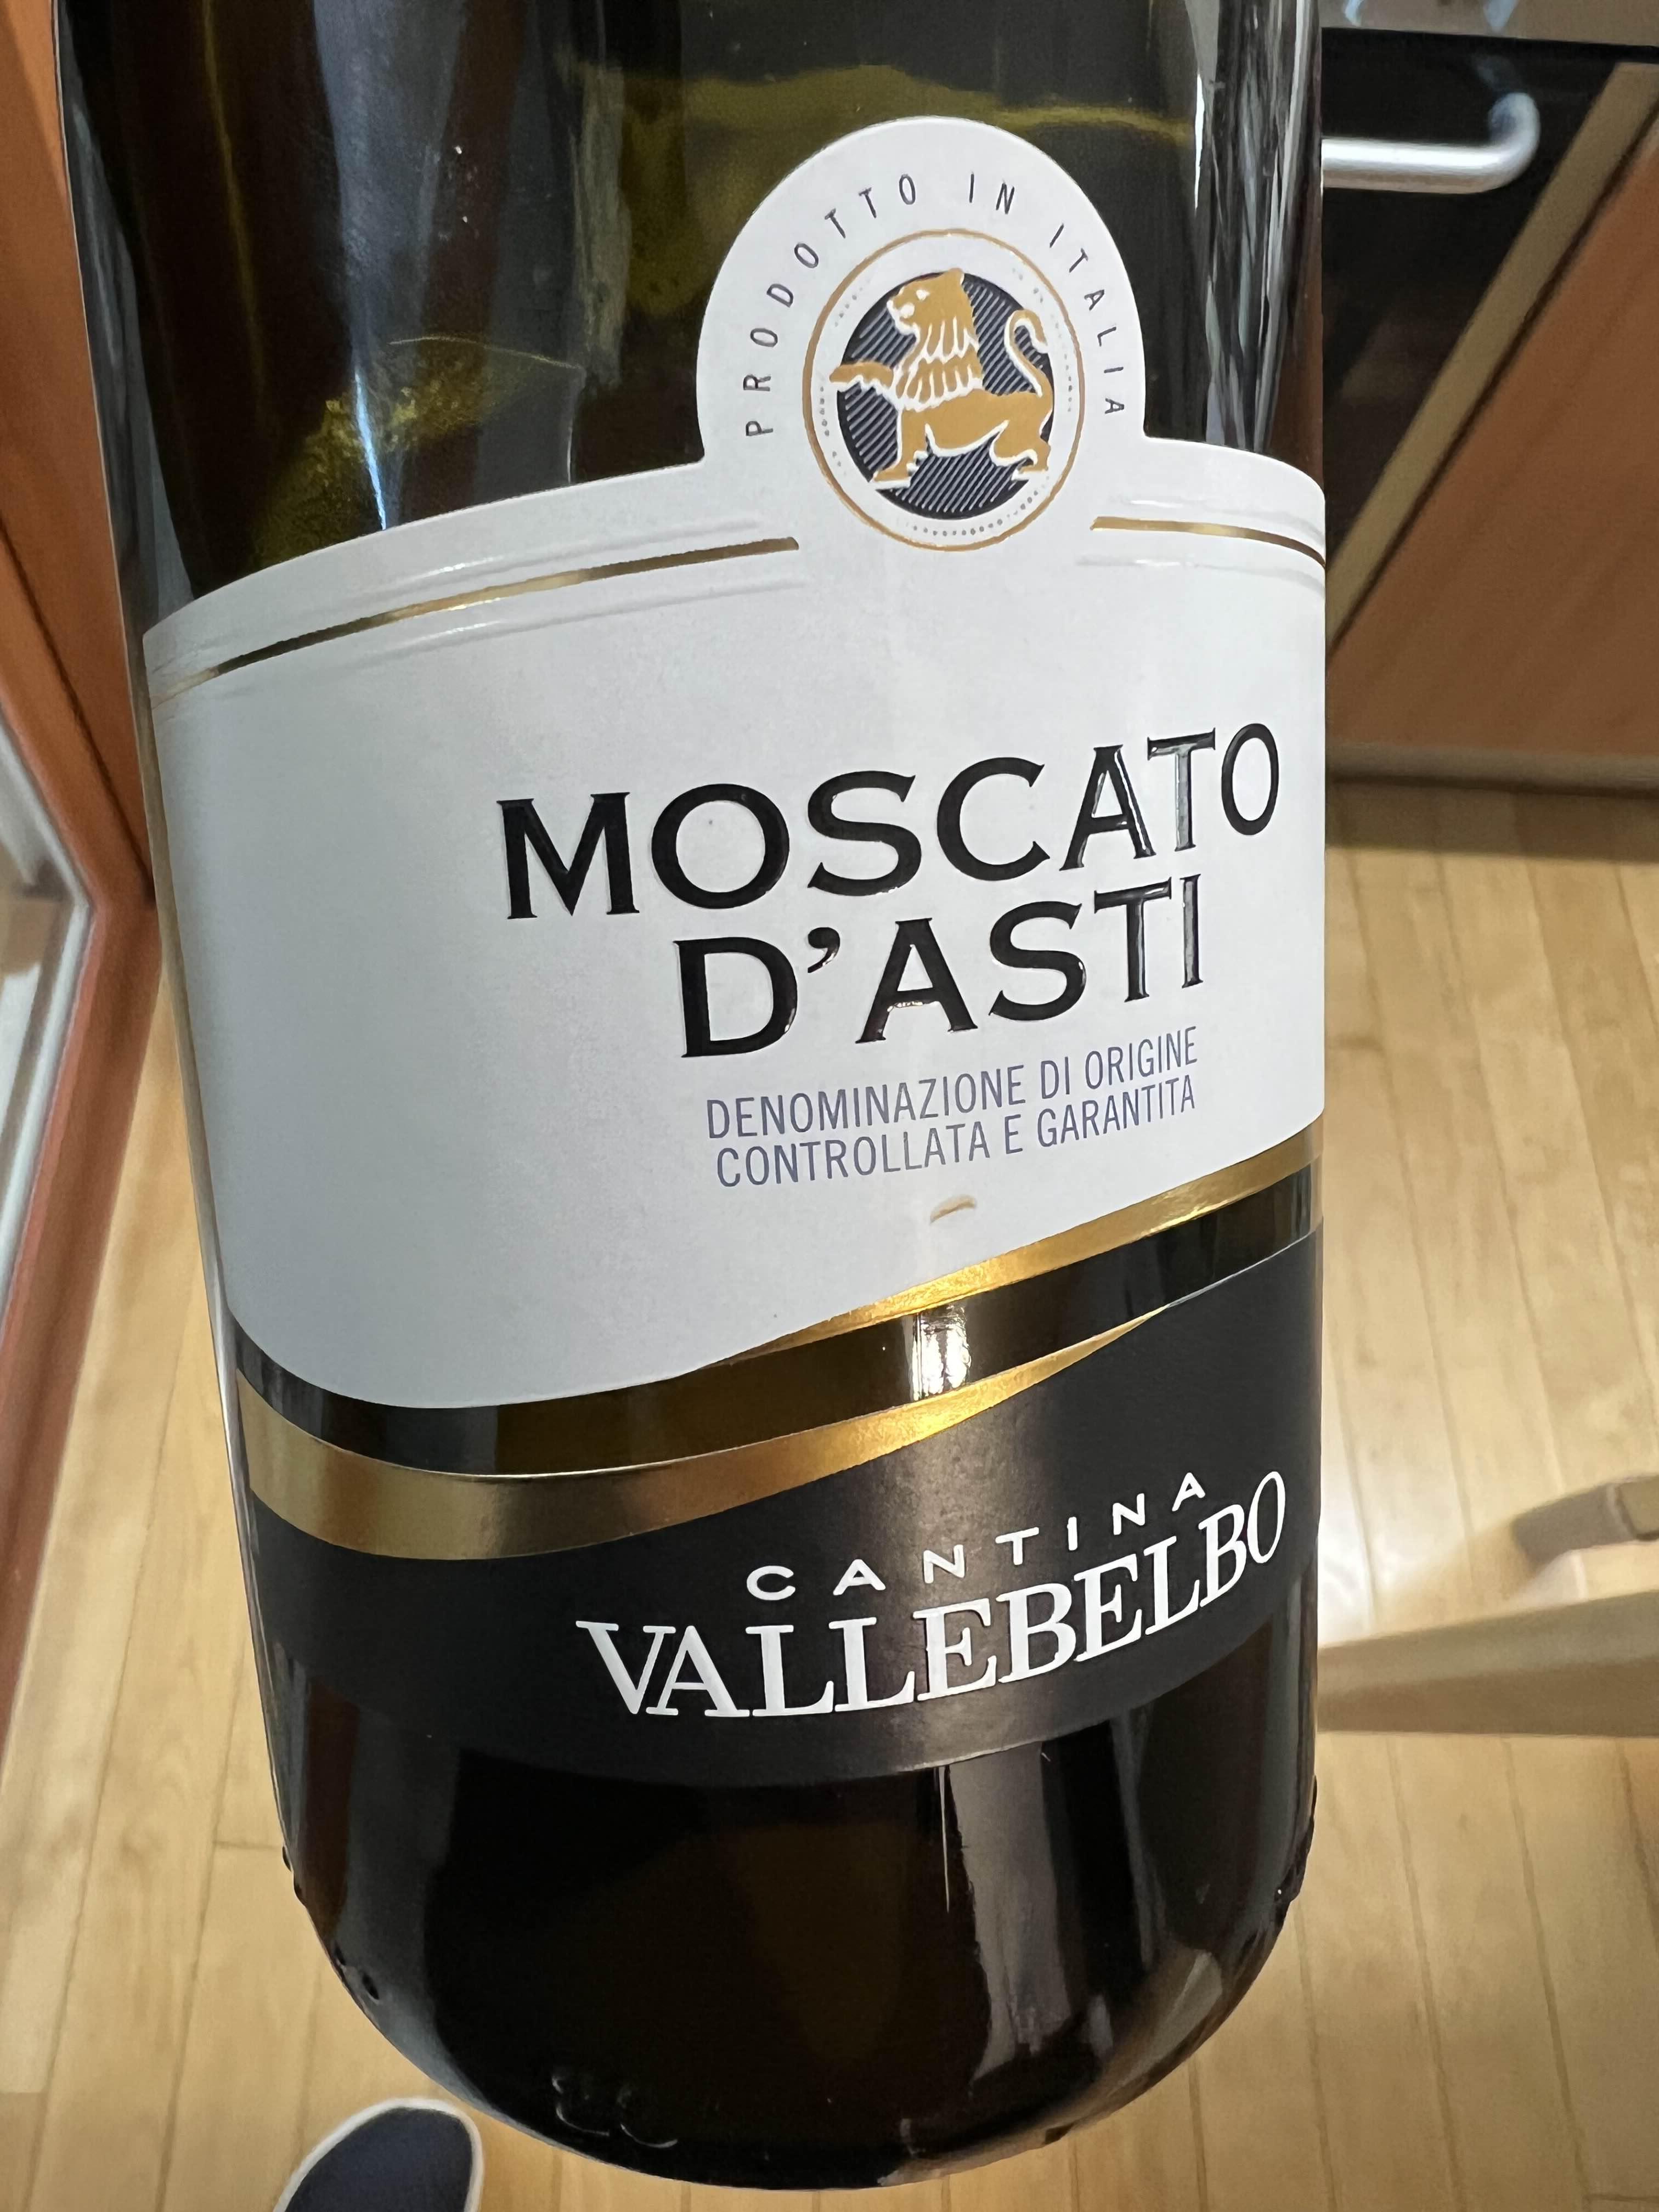 PRODOTTO IN ITALIA
MOSCATO
D'ASTI
DENOMINAZIONE DI ORIGINE
CONTROLLATA E GARANTITA
CANTINA
VALLEBELBO